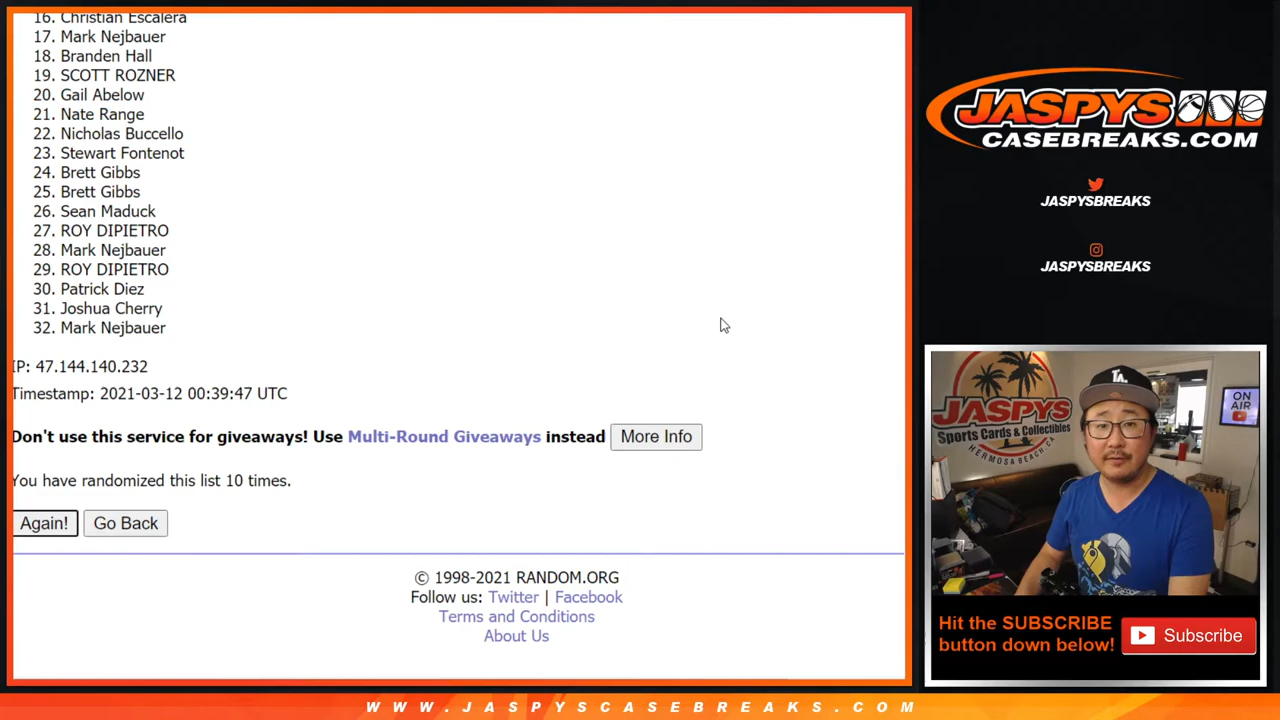 16. Christian Escalera
17. Mark Nejbauer
18. Branden Hall
19. SCOTT ROZNER
20. Gail Abelow
21. Nate Range
22. Nicholas Buccello
23. Stewart Fontenot
24. Brett Gibbs
25. Brett Gibbs
26. Sean Maduck
27. ROY DIPIETRO
28. Mark Nejbauer
29. ROY DIPIETRO
30. Patrick Diez
31. Joshua Cherry
32. Mark Nejbauer
IP: 47.144.140.232
Timestamp: 2021-03-12 00:39:47 UTC
Don't use this service for giveaways! Use Multi-Round Giveaways instead More Info
You have randomized this list 10 times.
Again! Go Back
© 1998-2021 RANDOM.ORG
Follow us: Twitter | Facebook
Terms and Conditions
About Us
JASPYS
CASEBREAKS.COM
JASPYSBREAKS
JASPYSBREAKS
JASPYS
Sports Cards & Collectibles
HERMOSA BEACH, CA
ON
AIR
LA
Hit the SUBSCRIBE
button down below!
Subscribe
WWW.JASPYSCASEBREAKS.COM